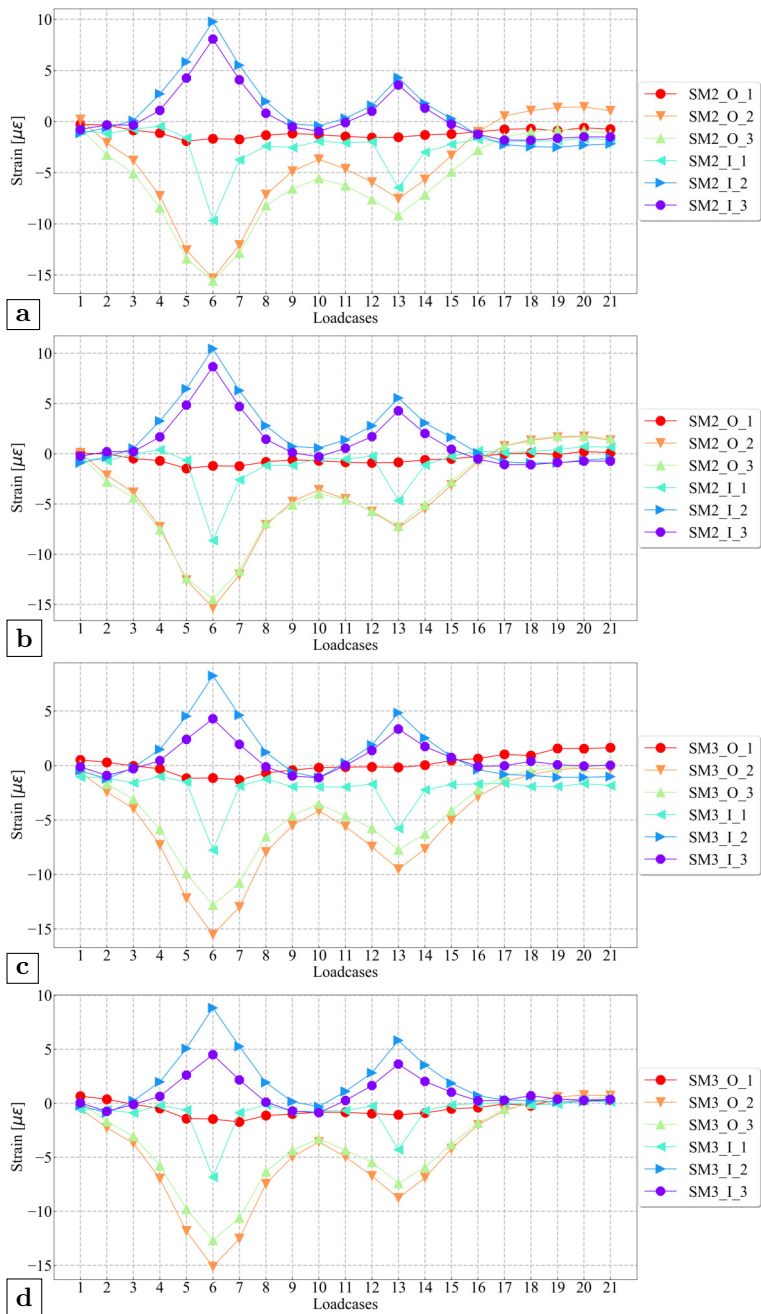 10
5
0
−5
−10
−15
Strain [με]
1 2 3 4 5 6 7 8 9 10 11 12 13 14 15 16 17 18 19 20 21
Loadcases
SM2_O_1
SM2_O_2
SM2_O_3
SM2_I_1
SM2_I_2
SM2_I_3
a
10
5
0
−5
−10
−15
Strain [με]
1 2 3 4 5 6 7 8 9 10 11 12 13 14 15 16 17 18 19 20 21
Loadcases
SM2_O_1
SM2_O_2
SM2_O_3
SM2_I_1
SM2_I_2
SM2_I_3
b
5
0
−5
−10
−15
Strain [με]
1 2 3 4 5 6 7 8 9 10 11 12 13 14 15 16 17 18 19 20 21
Loadcases
SM3_O_1
SM3_O_2
SM3_O_3
SM3_I_1
SM3_I_2
SM3_I_3
c
10
5
0
−5
−10
−15
Strain [με]
1 2 3 4 5 6 7 8 9 10 11 12 13 14 15 16 17 18 19 20 21
Loadcases
SM3_O_1
SM3_O_2
SM3_O_3
SM3_I_1
SM3_I_2
SM3_I_3
d